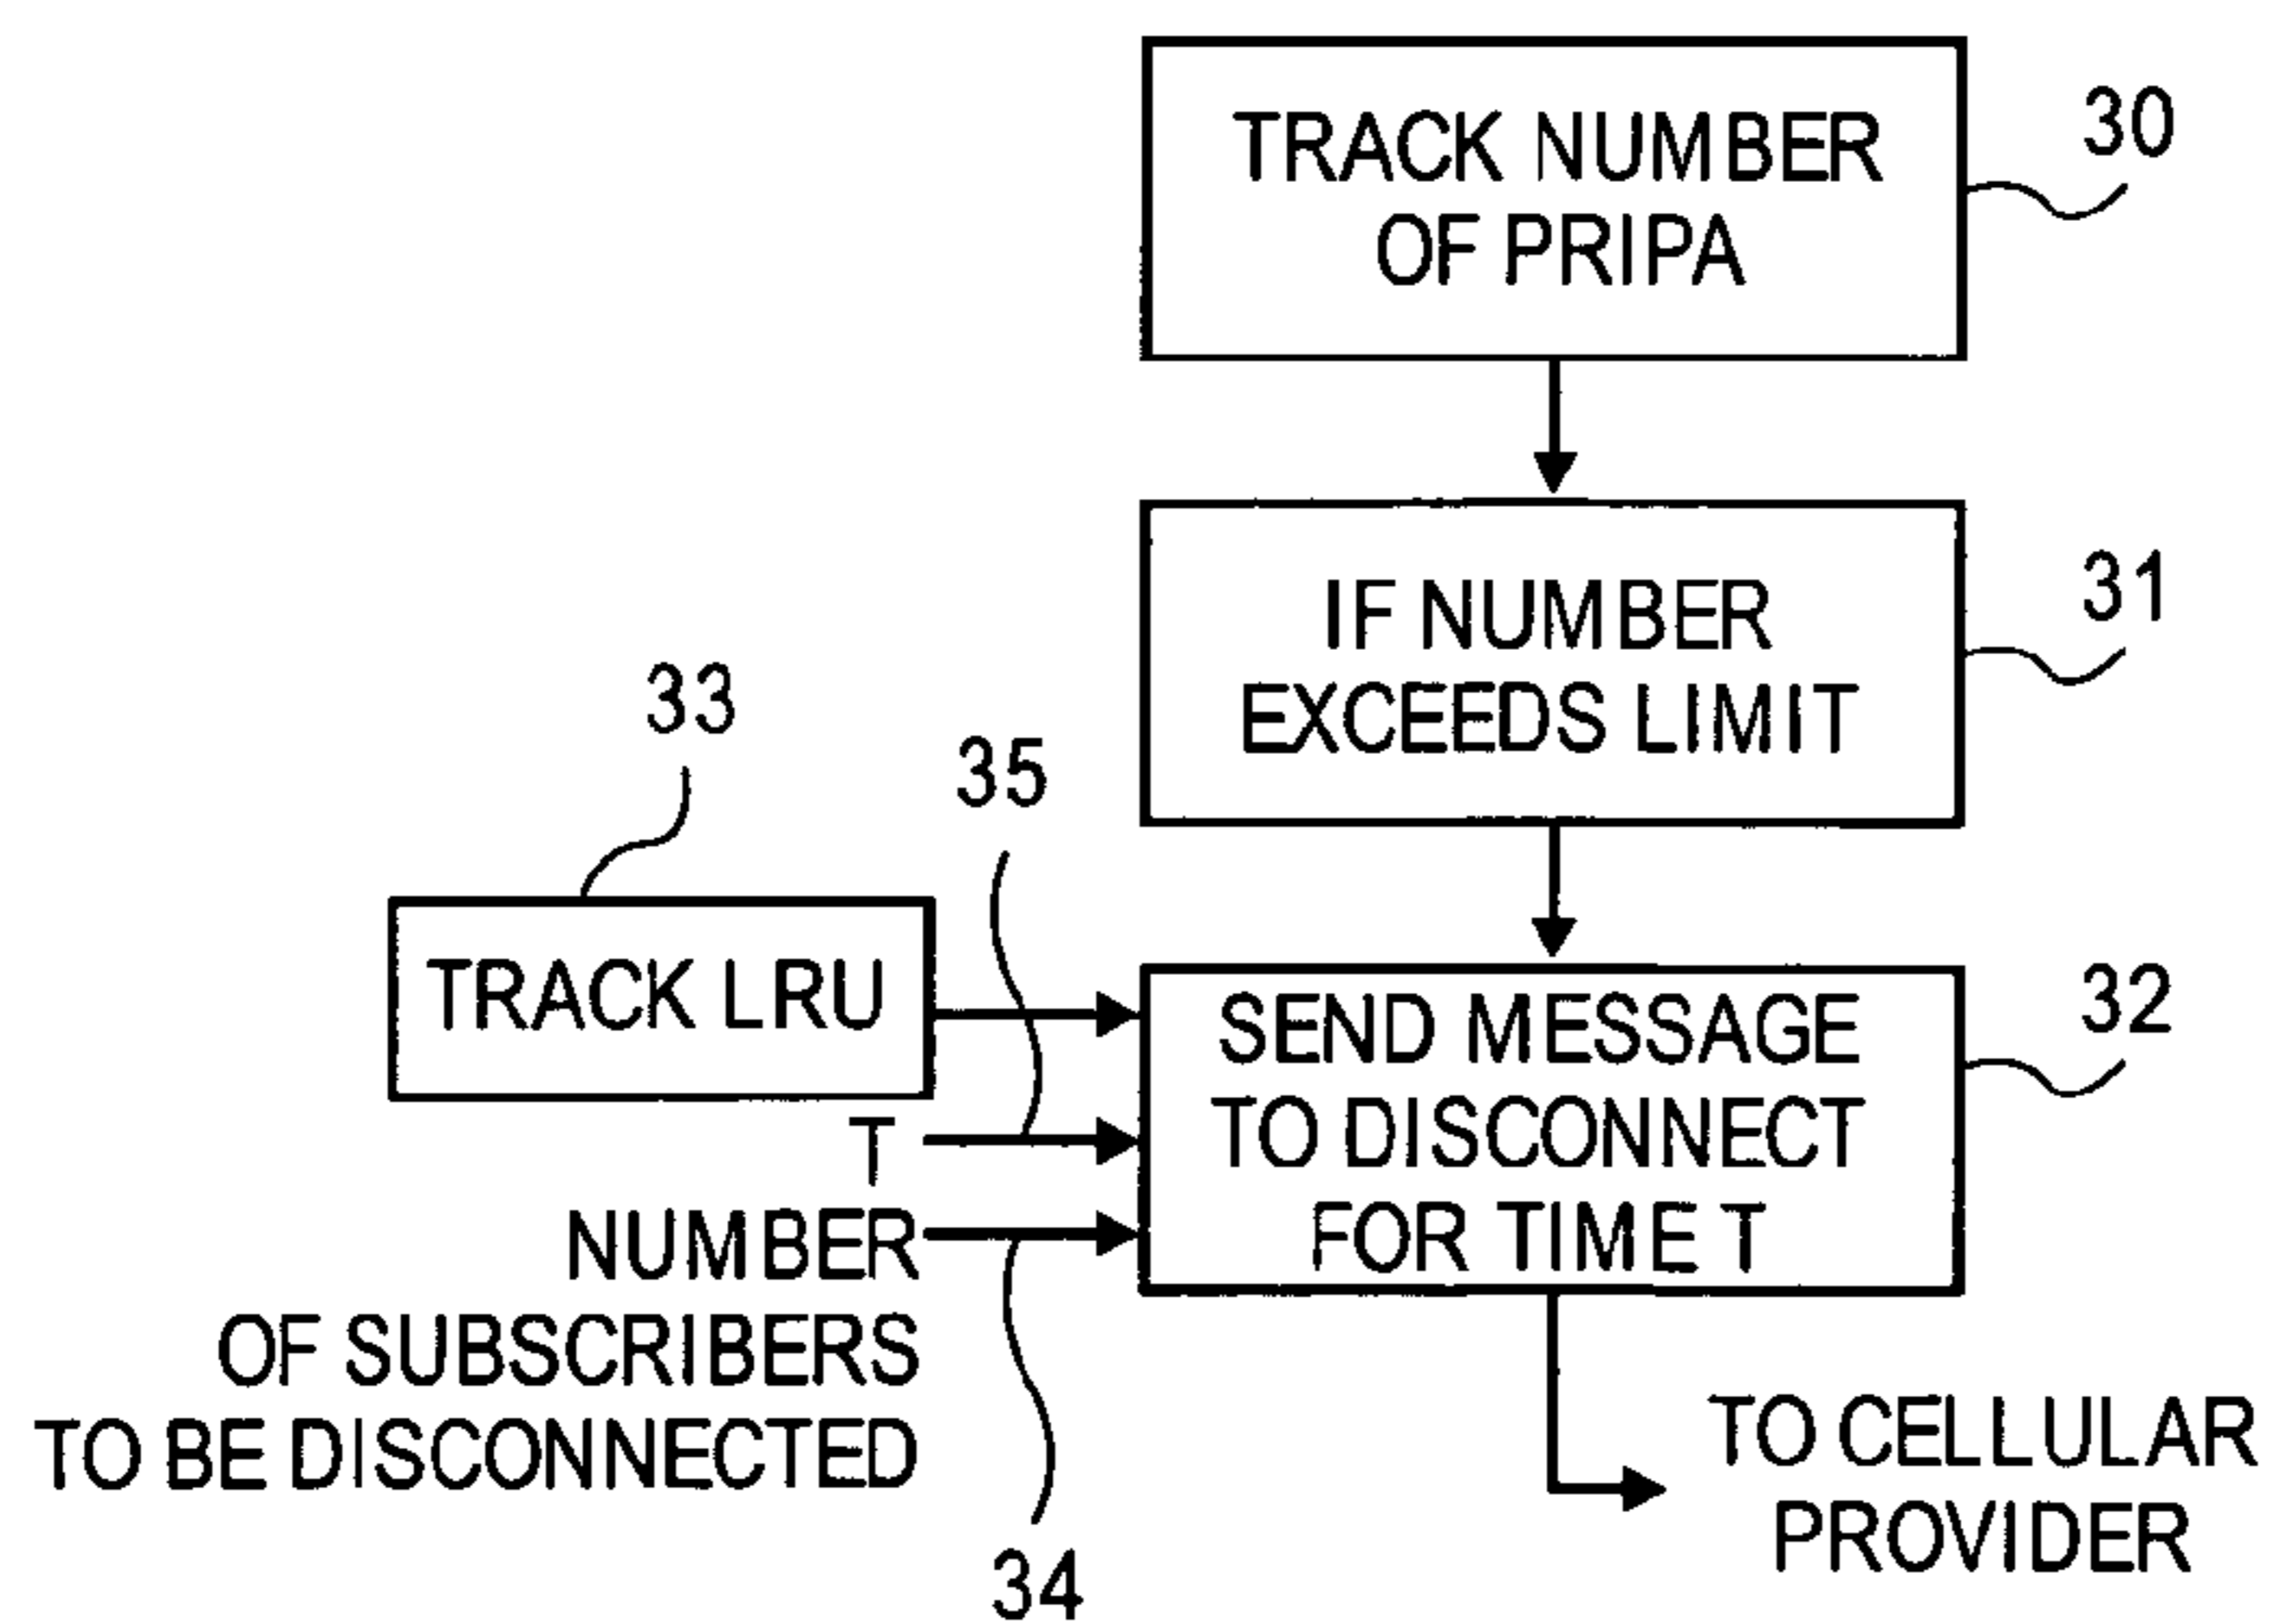 TRACK NUMBER
OF PRIPA
30
IF NUMBER
EXCEEDS LIMIT
31
33
35
TRACK LRU
SEND MESSAGE
TO DISCONNECT
FOR TIME T
32
T
NUMBER
OF SUBSCRIBERS
TO BE DISCONNECTED
34
TO CELLULAR
PROVIDER